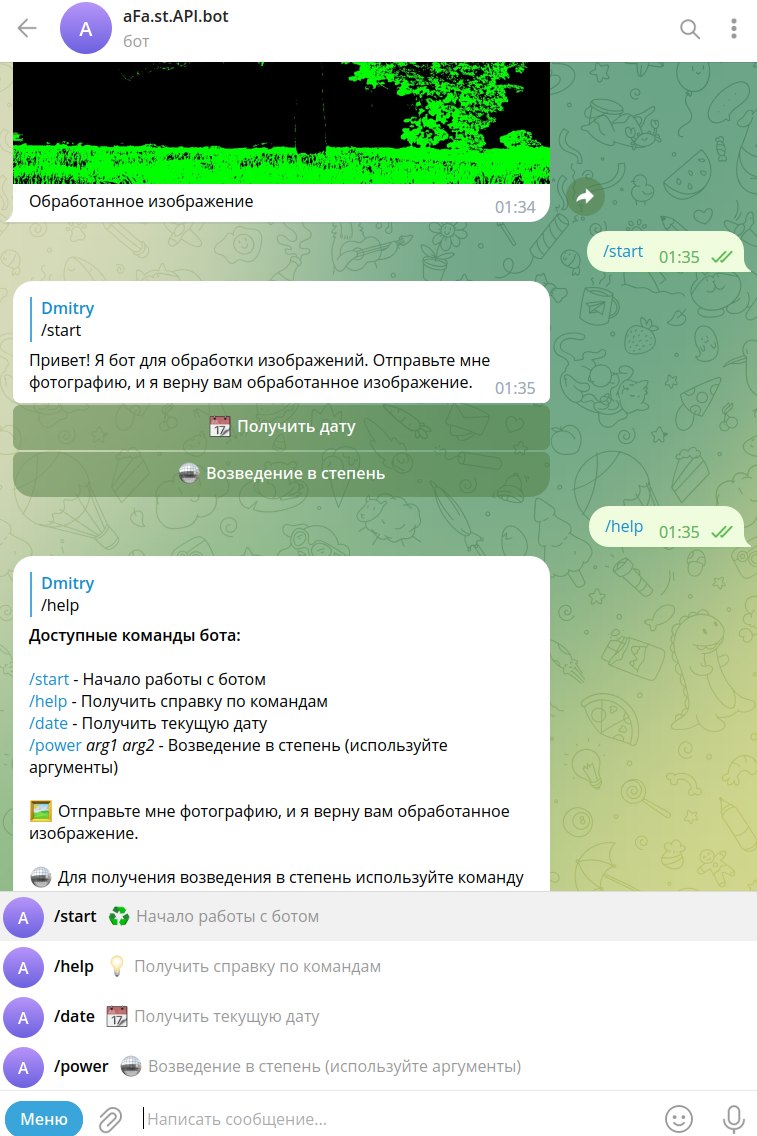 aFa.st.API.bot
бот
A
Обработанное изображение
01:34
/start 01:35
Dmitry
/start
Привет! Я бот для обработки изображений. Отправьте мне
фотографию, и я верну вам обработанное изображение.
01:35
17 Получить дату
Возведение в степень
/help 01:35
Dmitry
/help
Доступные команды бота:
/start - Начало работы с ботом
/help - Получить справку по командам
/date - Получить текущую дату
/power arg1 arg2 - Возведение в степень (используйте
аргументы)
Отправьте мне фотографию, и я верну вам обработанное
изображение.
Для получения возведения в степень используйте команду
A /start Начало работы с ботом
A /help Получить справку по командам
A /date 17 Получить текущую дату
A /power Возведение в степень (используйте аргументы)
Меню Написать сообщение...